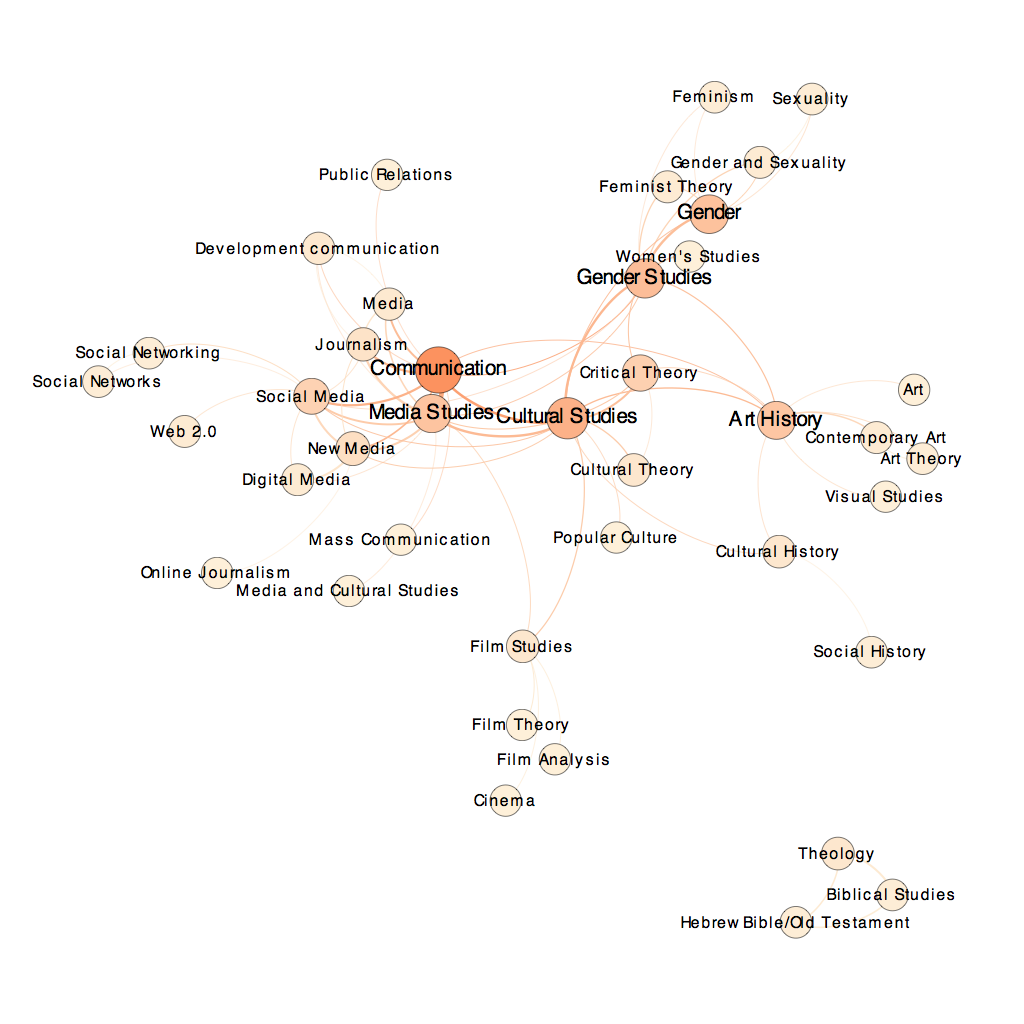 Feminism
Sexuality
Gender and Sexuality
Public Relations
Feminist Theory
Gender
Development communication
Women's Studies
Gender Studies
Media
Journalism
Social Networking
Communication
Critical Theory
Social Networks
Art
Social Media
Media Studies
Cultural Studies
Art History
Web 2.0
Contemporary Art
New Media
Art Theory
Cultural Theory
Digital Media
Visual Studies
Mass Communication
Popular Culture
Cultural History
Online Journalism
Media and Cultural Studies
Film Studies
Social History
Film Theory
Film Analysis
Cinema
Theology
Biblical Studies
Hebrew Bible/Old Testament